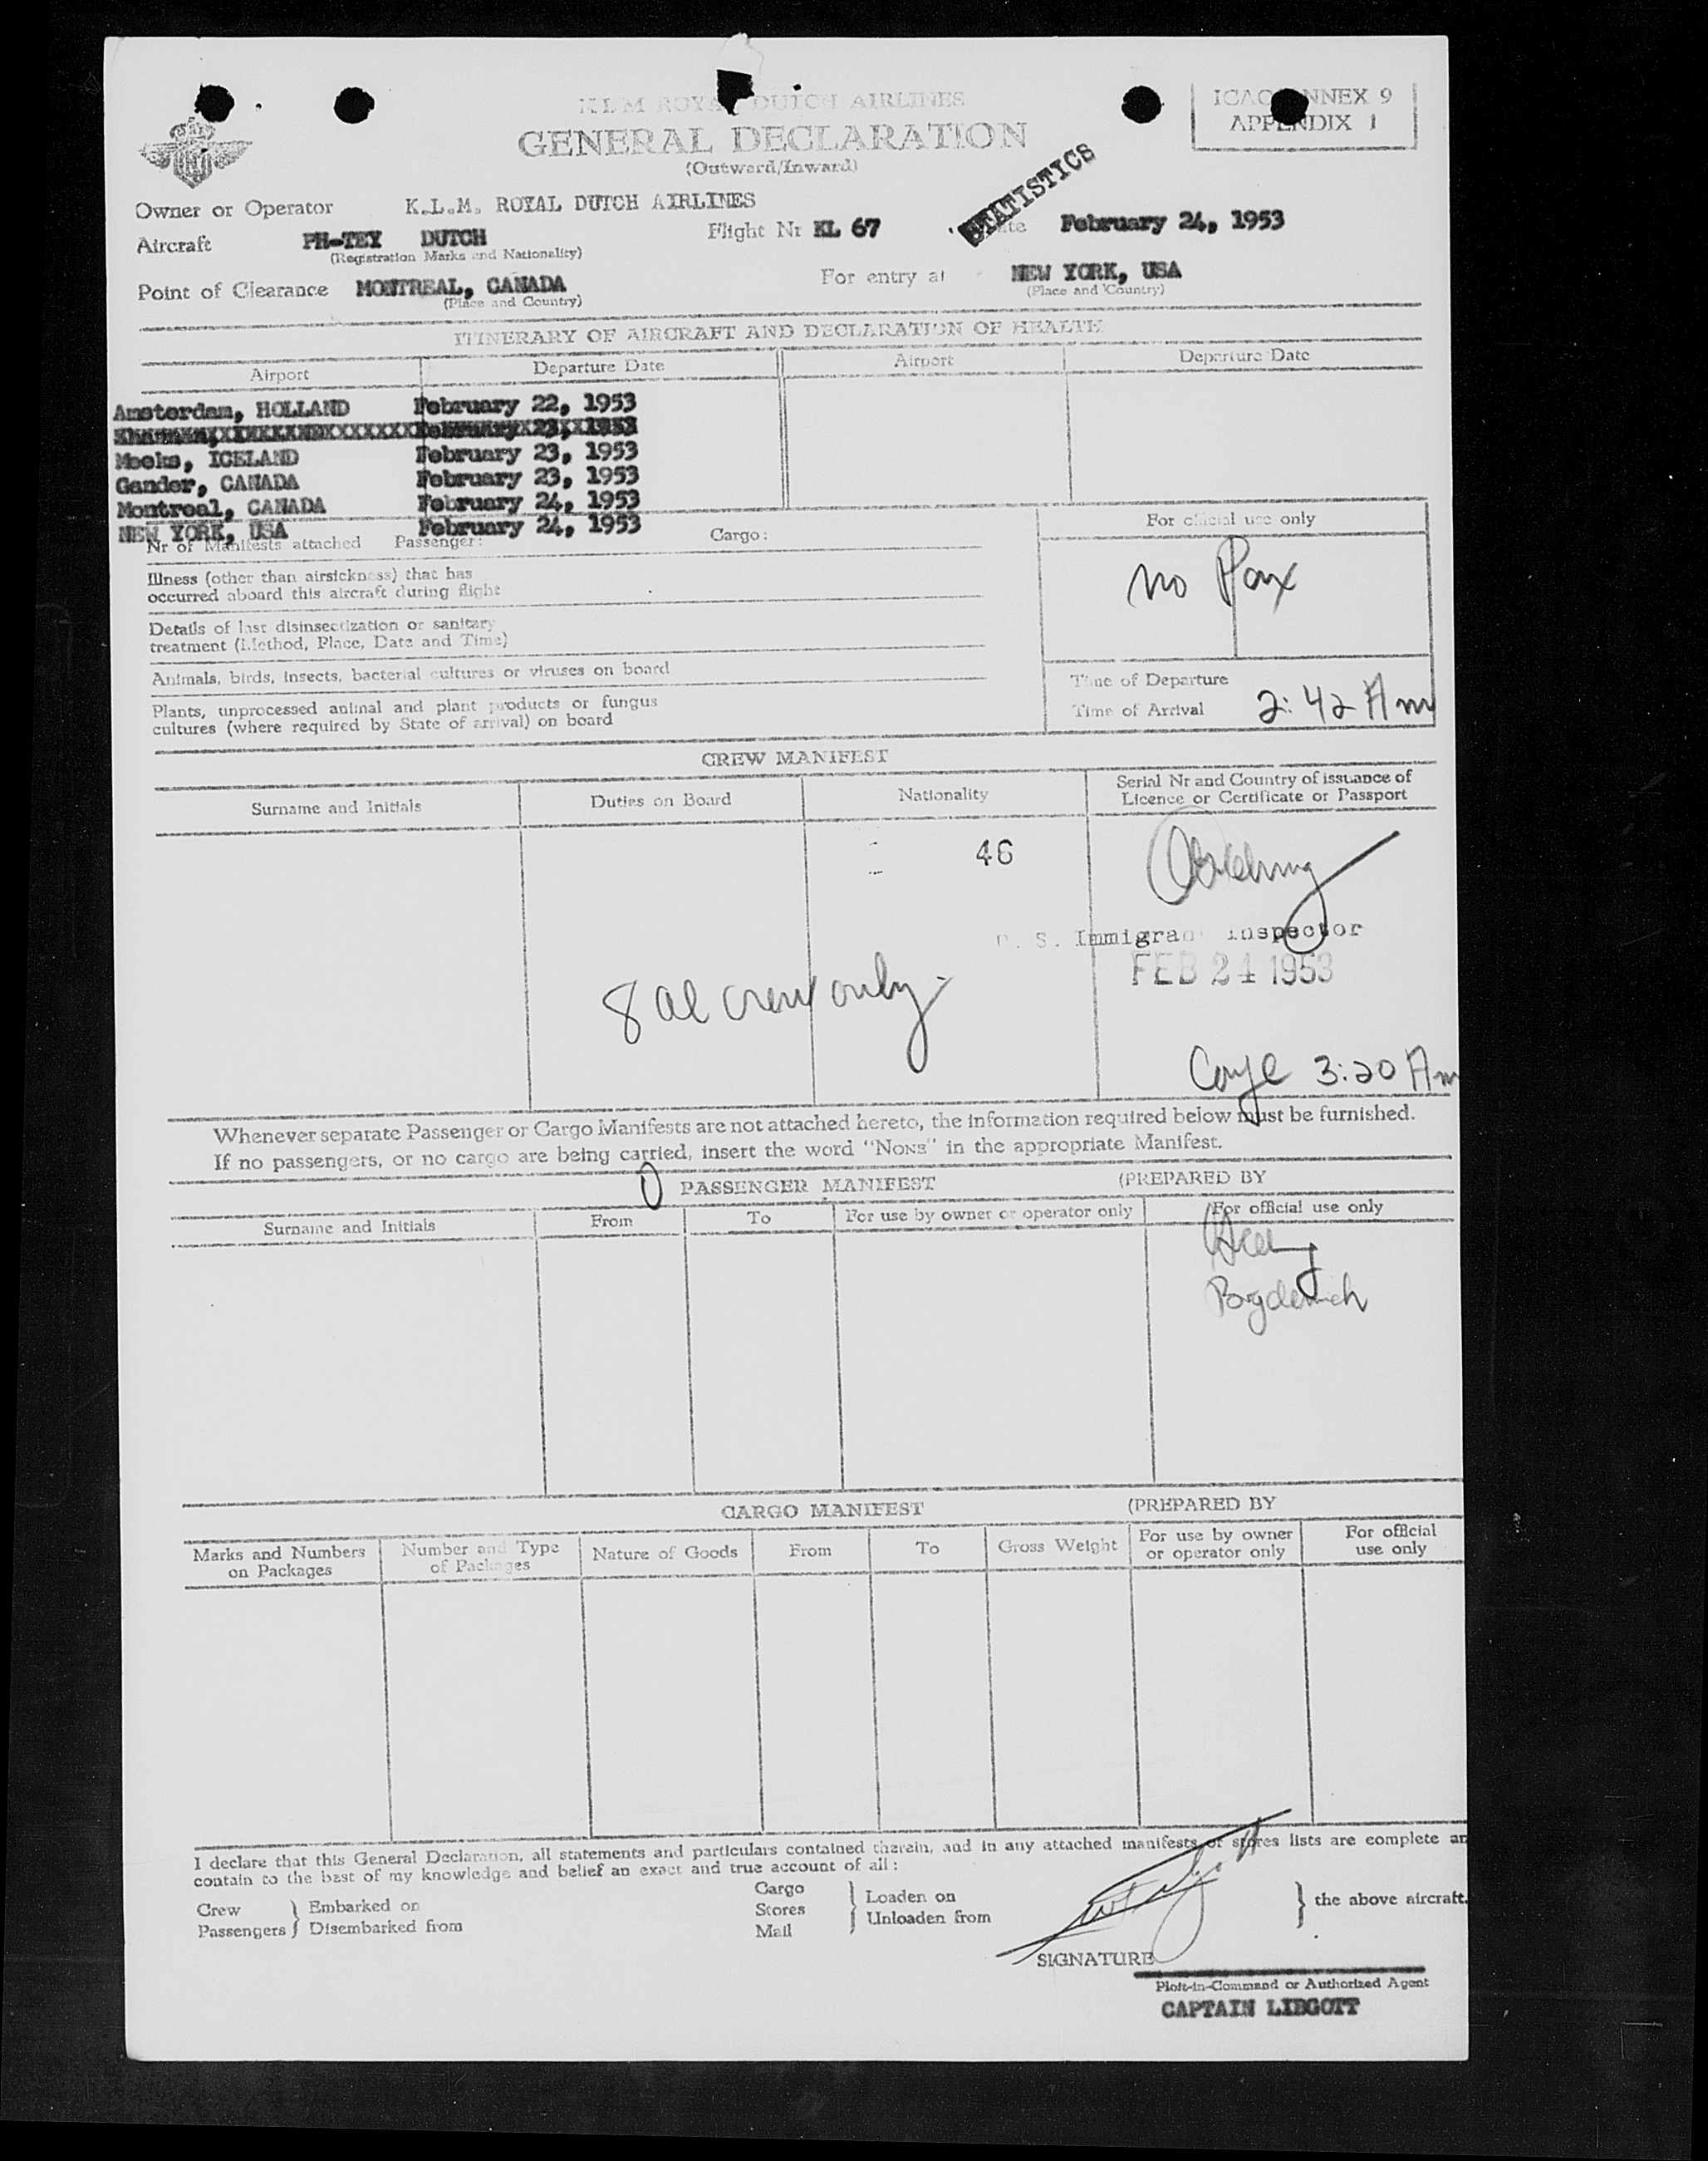 KLM ROYAL DUTCH AIRLINES
ICAO ANNEX 9
APPENDIX 1
GENERAL DECLARATION
(Outward/Inward)
STATISTICS
Owner or Operator K.L.M. ROYAL DUTCH AIRLINES
Aircraft PH-TEY DUTCH Flight Nr KL 67 Date February 24, 1953
(Registration Marks and Nationality)
Point of Clearance MONTREAL, CANADA For entry at NEW YORK, USA
(Place and Country) (Place and Country)
ITINERARY OF AIRCRAFT AND DECLARATION OF HEALTH
Airport Departure Date Airport Departure Date
Amsterdam, HOLLAND February 22, 1953
February 23, 1953
Meeks, ICELAND February 23, 1953
Gander, CANADA February 23, 1953
Montreal, CANADA February 24, 1953
NEW YORK, USA February 24, 1953
Nr of Manifests attached Passenger: Cargo:
For official use only
no Pax
Illness (other than airsickness) that has
occurred aboard this aircraft during flight
Details of last disinsectization or sanitary
treatment (Method, Place, Date and Time)
Animals, birds, insects, bacterial cultures or viruses on board
Plants, unprocessed animal and plant products or fungus
cultures (where required by State of arrival) on board
Time of Departure
Time of Arrival 2:42 Am
CREW MANIFEST
Surname and Initials Duties on Board Nationality Serial Nr and Country of issuance of
Licence or Certificate or Passport
46
U. S. Immigrant Inspector
FEB 24 1953
8 al crew only
3:20 Am
Whenever separate Passenger or Cargo Manifests are not attached hereto, the information required below must be furnished.
If no passengers, or no cargo are being carried, insert the word "NONE" in the appropriate Manifest.
0 PASSENGER MANIFEST (PREPARED BY
Surname and Initials From To For use by owner or operator only For official use only
CARGO MANIFEST (PREPARED BY
Marks and Numbers
on Packages
Number and Type
of Packages
Nature of Goods From To Gross Weight
For use by owner
or operator only
For official
use only
I declare that this General Declaration, all statements and particulars contained therein, and in any attached manifests or stores lists are complete an
contain to the best of my knowledge and belief an exact and true account of all:
Crew } Embarked on
Passengers } Disembarked from
Cargo
Stores
Mail
} Loaden on
Unloaden from
} the above aircraft.
SIGNATURE
Pilot-in-Command or Authorized Agent
CAPTAIN LIEGOTT